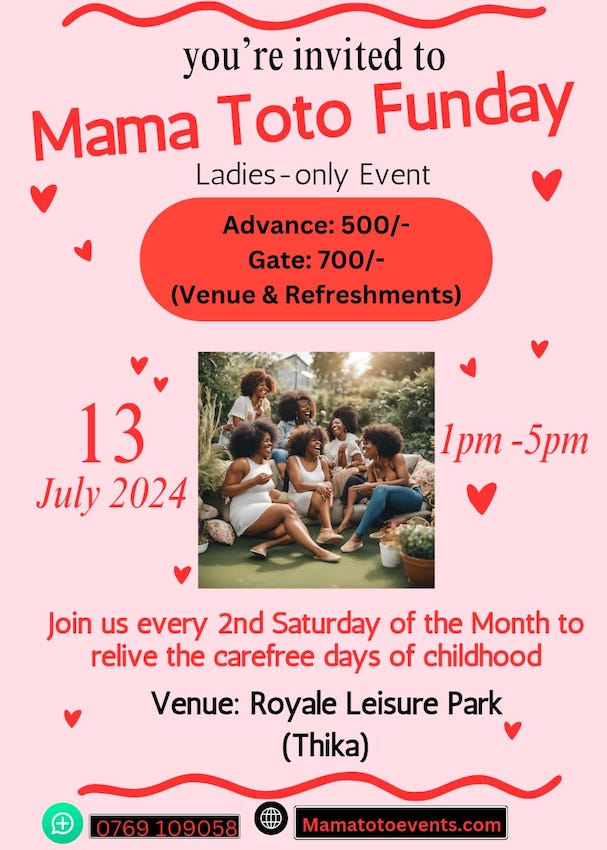 you're invited to
Mama Toto Funday
Ladies-only Event
Advance: 500/-
Gate: 700/-
(Venue & Refreshments)
13
July 2024
1pm -5pm
Join us every 2nd Saturday of the Month to
relive the carefree days of childhood
Venue: Royale Leisure Park
(Thika)
0769 109058
Mamatotoevents.com